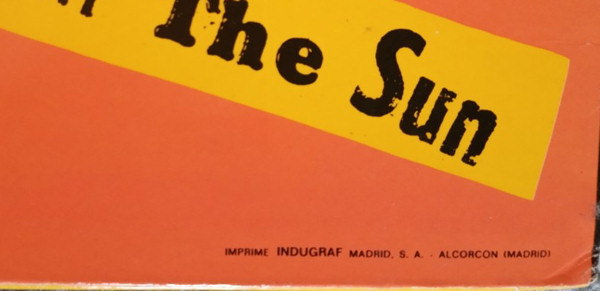 The Sun
IMPRIME INDUGRAF MADRID, S. A. - ALCORCON (MADRID)